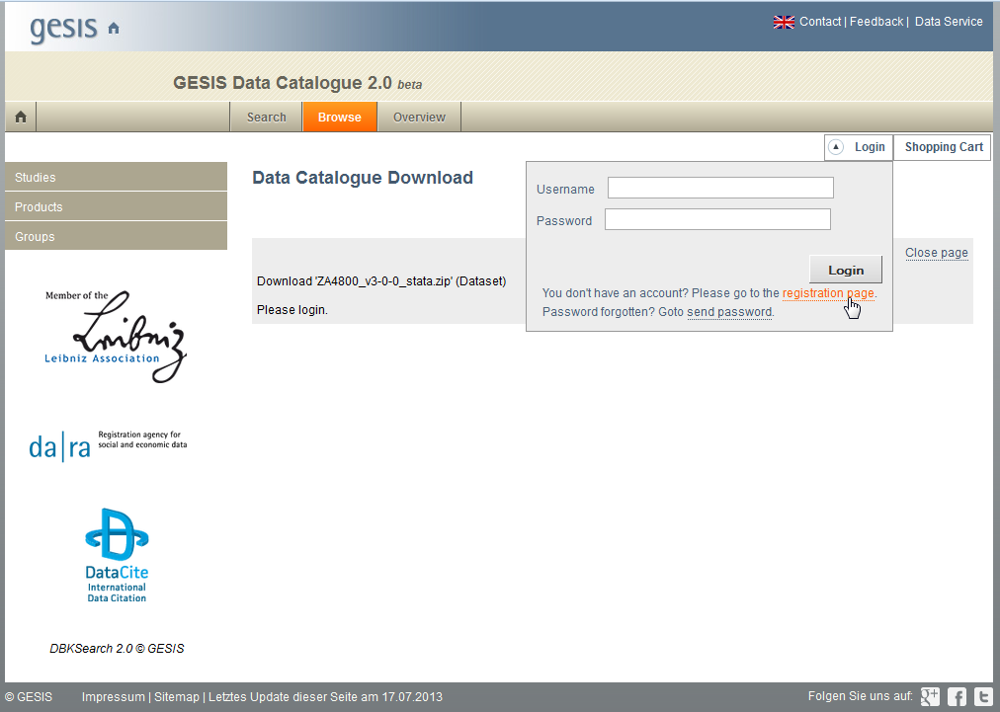 gesis
Contact | Feedback | Data Service
GESIS Data Catalogue 2.0 beta
Search Browse Overview
Login Shopping Cart
Studies
Products
Groups
Data Catalogue Download
Username
Password
Login
You don't have an account? Please go to the registration page.
Password forgotten? Goto send password.
Close page
Download 'ZA4800_v3-0-0_stata.zip' (Dataset)
Please login.
Member of the
Leibniz
Leibniz Association
da|ra Registration agency for
social and economic data
D
DataCite
International
Data Citation
DBKSearch 2.0 © GESIS
© GESIS Impressum | Sitemap | Letztes Update dieser Seite am 17.07.2013
Folgen Sie uns auf: g+ f t